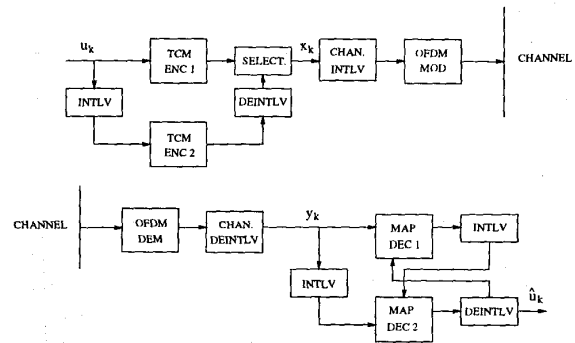 u_k
TCM
ENC 1
SELECT.
x_k
CHAN.
INTLV
OFDM
MOD
CHANNEL
INTLV
DEINTLV
TCM
ENC 2
CHANNEL
OFDM
DEM
CHAN.
DEINTLV
y_k
MAP
DEC 1
INTLV
INTLV
MAP
DEC 2
DEINTLV
û_k